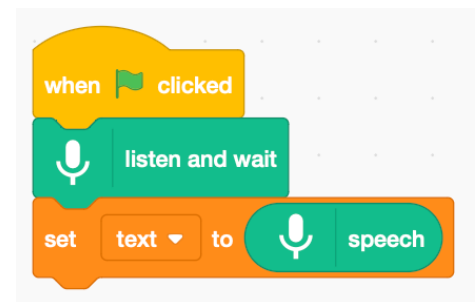 when clicked
listen and wait
set text to speech